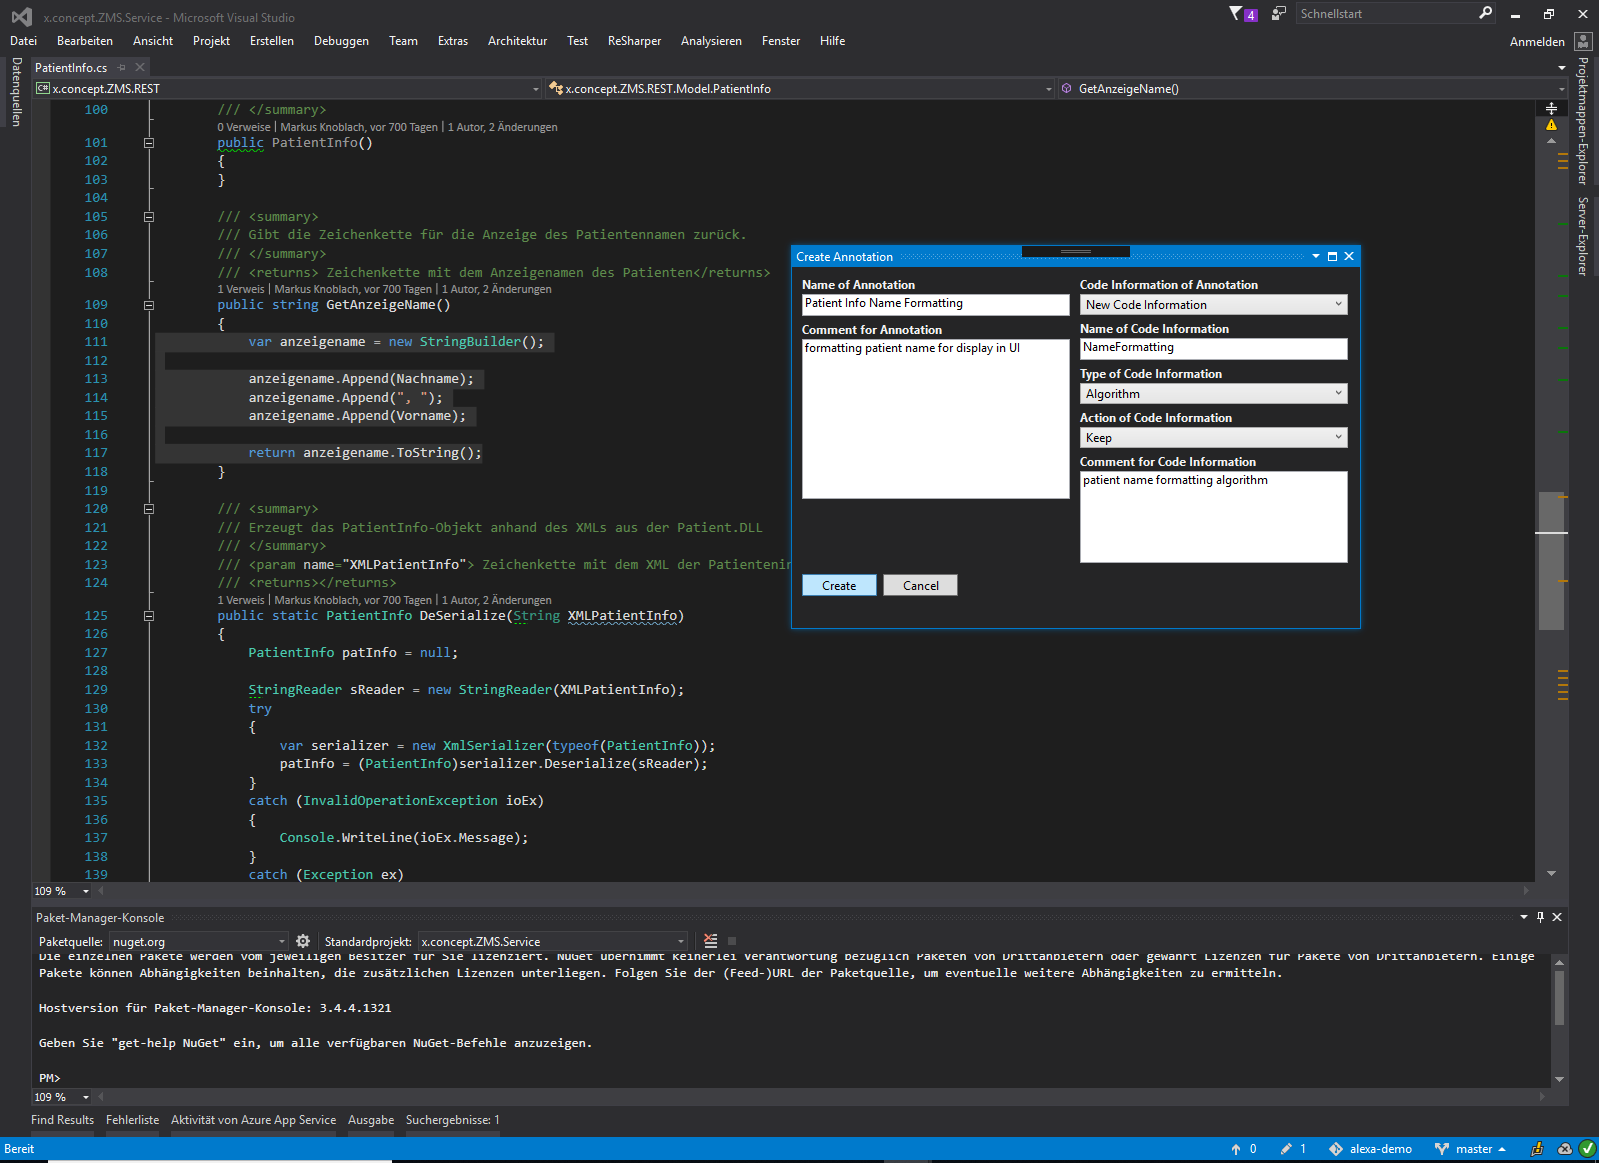 x.concept.ZMS.Service - Microsoft Visual Studio
4
Schnellstart
Datei Bearbeiten Ansicht Projekt Erstellen Debuggen Team Extras Architektur Test ReSharper Analysieren Fenster Hilfe
Anmelden
Datenquellen
PatientInfo.cs
Projektmappen-Explorer
Server-Explorer
C# x.concept.ZMS.REST
x.concept.ZMS.REST.Model.PatientInfo
GetAnzeigeName()
100 /// </summary>
0 Verweise | Markus Knoblach, vor 700 Tagen | 1 Autor, 2 Änderungen
101 public PatientInfo()
102 {
103 }
104
105 /// <summary>
106 /// Gibt die Zeichenkette für die Anzeige des Patientennamen zurück.
107 /// </summary>
108 /// <returns> Zeichenkette mit dem Anzeigenamen des Patienten</returns>
1 Verweis | Markus Knoblach, vor 700 Tagen | 1 Autor, 2 Änderungen
109 public string GetAnzeigeName()
110 {
111 var anzeigename = new StringBuilder();
112
113 anzeigename.Append(Nachname);
114 anzeigename.Append(", ");
115 anzeigename.Append(Vorname);
116
117 return anzeigename.ToString();
118 }
119
120 /// <summary>
121 /// Erzeugt das PatientInfo-Objekt anhand des XMLs aus der Patient.DLL
122 /// </summary>
123 /// <param name="XMLPatientInfo"> Zeichenkette mit dem XML der Patientenin
124 /// <returns></returns>
1 Verweis | Markus Knoblach, vor 700 Tagen | 1 Autor, 2 Änderungen
125 public static PatientInfo DeSerialize(String XMLPatientInfo)
126 {
127 PatientInfo patInfo = null;
128
129 StringReader sReader = new StringReader(XMLPatientInfo);
130 try
131 {
132 var serializer = new XmlSerializer(typeof(PatientInfo));
133 patInfo = (PatientInfo)serializer.Deserialize(sReader);
134 }
135 catch (InvalidOperationException ioEx)
136 {
137 Console.WriteLine(ioEx.Message);
138 }
139 catch (Exception ex)
109 %
Create Annotation
Name of Annotation
Patient Info Name Formatting
Comment for Annotation
formatting patient name for display in UI
Code Information of Annotation
New Code Information
Name of Code Information
NameFormatting
Type of Code Information
Algorithm
Action of Code Information
Keep
Comment for Code Information
patient name formatting algorithm
Create Cancel
Paket-Manager-Konsole
Paketquelle: nuget.org Standardprojekt: x.concept.ZMS.Service
Die einzelnen Pakete werden vom jeweiligen Besitzer für Sie lizenziert. NuGet übernimmt keinerlei Verantwortung bezüglich Paketen von Drittanbietern oder gewährt Lizenzen für Pakete von Drittanbietern. Einige
Pakete können Abhängigkeiten beinhalten, die zusätzlichen Lizenzen unterliegen. Folgen Sie der (Feed-)URL der Paketquelle, um eventuelle weitere Abhängigkeiten zu ermitteln.
Hostversion für Paket-Manager-Konsole: 3.4.4.1321
Geben Sie "get-help NuGet" ein, um alle verfügbaren NuGet-Befehle anzuzeigen.
PM>
109 %
Find Results Fehlerliste Aktivität von Azure App Service Ausgabe Suchergebnisse: 1
Bereit
0 1 alexa-demo master